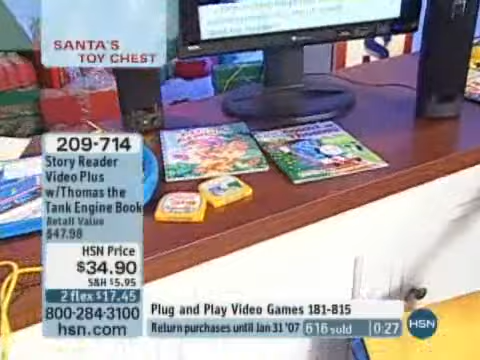 SANTA'S
TOY CHEST
209-714
Story Reader
Video Plus
w/Thomas the
Tank Engine Book
Retail Value
$47.98
HSN Price
$34.90
S&H $5.95
2 flex $17.45
800-284-3100
hsn.com
Plug and Play Video Games 181-815
Return purchases until Jan 31 '07
616 sold
0:27
HSN